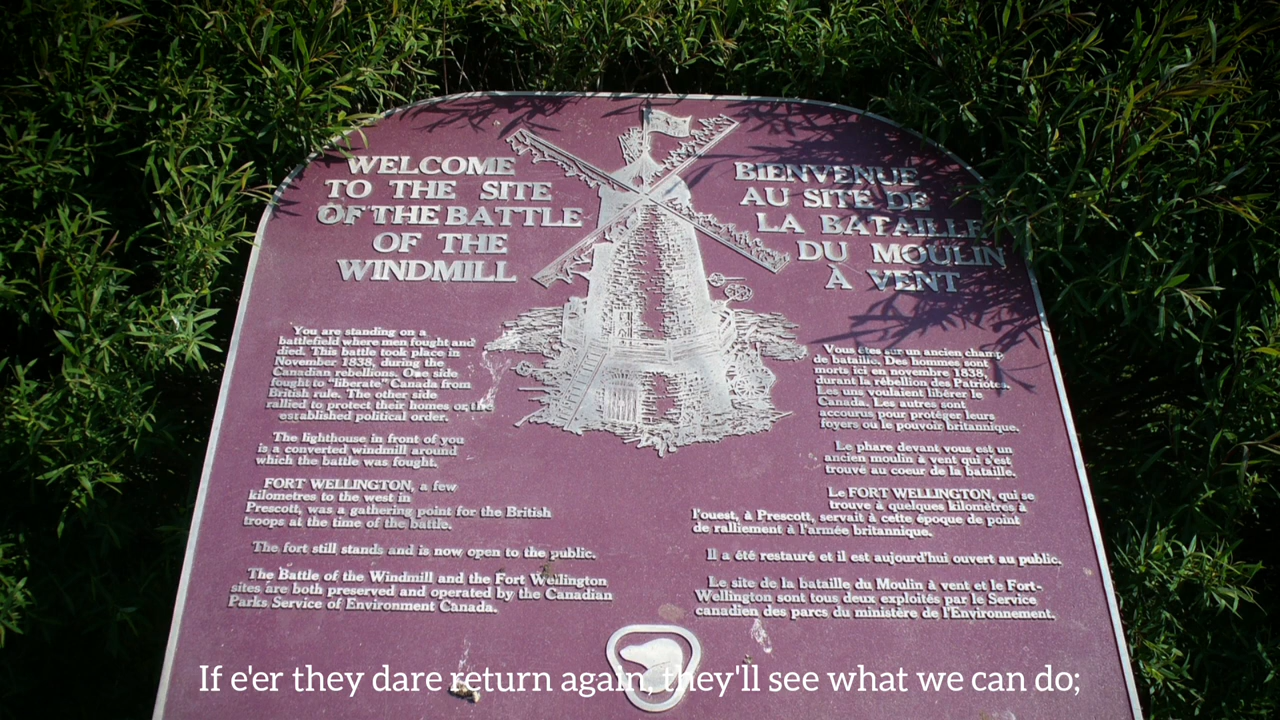 WELCOME
TO THE SITE
OF THE BATTLE
OF THE
WINDMILL
You are standing on a
battlefield where men fought and
died. This battle took place in
November 1838, during the
Canadian rebellions. One side
fought to "liberate" Canada from
British rule. The other side
rallied to protect their homes or the
established political order.
The lighthouse in front of you
is a converted windmill around
which the battle was fought.
FORT WELLINGTON, a few
kilometres to the west in
Prescott, was a gathering point for the British
troops at the time of the battle.
The fort still stands and is now open to the public.
The Battle of the Windmill and the Fort Wellington
sites are both preserved and operated by the Canadian
Parks Service of Environment Canada.
BIENVENUE
AU SITE DE
LA BATAILLE
DU MOULIN
À VENT
Vous êtes sur un ancien champ
de bataille. Des hommes sont
morts ici en novembre 1838,
durant la rébellion des Patriotes.
Les uns voulaient libérer le
Canada. Les autres sont
accourus pour protéger leurs
foyers ou le pouvoir britannique.
Le phare devant vous est un
ancien moulin à vent qui s'est
trouvé au coeur de la bataille.
Le FORT WELLINGTON, qui se
trouve à quelques kilomètres à
l'ouest, à Prescott, servait à cette époque de point
de ralliement à l'armée britannique.
Il a été restauré et il est aujourd'hui ouvert au public.
Le site de la bataille du Moulin à vent et le Fort-
Wellington sont tous deux exploités par le Service
canadien des parcs du ministère de l'Environnement.
If e'er they dare return again, they'll see what we can do;